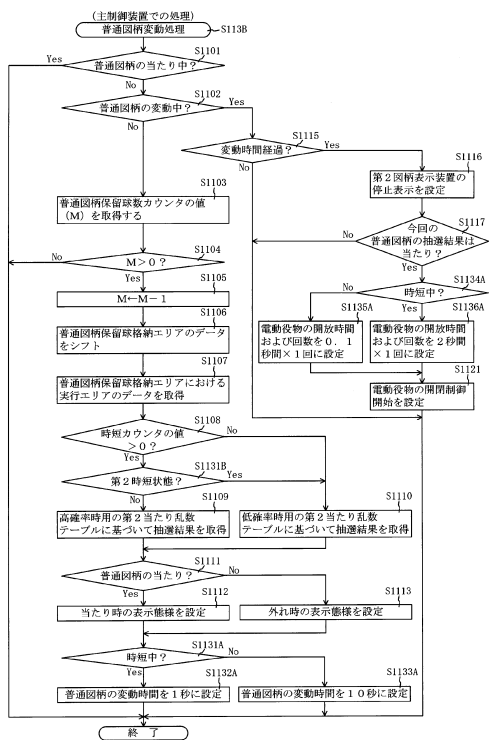 (主制御装置での処理)
普通図柄変動処理
S113B
S1101
普通図柄の当たり中?
Yes
No
S1102
普通図柄の変動中?
Yes
No
S1115
変動時間経過?
Yes
No
S1116
第2図柄表示装置の
停止表示を設定
S1117
今回の
普通図柄の抽選結果は
当たり?
No
Yes
S1134A
時短中?
No
Yes
S1135A
電動役物の開放時間
および回数を0.1
秒間×1回に設定
S1136A
電動役物の開放時間
および回数を2秒間
×1回に設定
S1121
電動役物の開閉制御
開始を設定
S1103
普通図柄保留球数カウンタの値
(M)を取得する
S1104
M>0?
No
Yes
S1105
M←M-1
S1106
普通図柄保留球格納エリアのデータ
をシフト
S1107
普通図柄保留球格納エリアにおける
実行エリアのデータを取得
S1108
時短カウンタの値
>0?
No
Yes
S1131B
第2時短状態?
Yes
No
S1109
高確率時用の第2当たり乱数
テーブルに基づいて抽選結果を取得
S1110
低確率時用の第2当たり乱数
テーブルに基づいて抽選結果を取得
S1111
普通図柄の当たり?
No
Yes
S1112
当たり時の表示態様を設定
S1113
外れ時の表示態様を設定
S1131A
時短中?
No
Yes
S1132A
普通図柄の変動時間を1秒に設定
S1133A
普通図柄の変動時間を10秒に設定
終 了